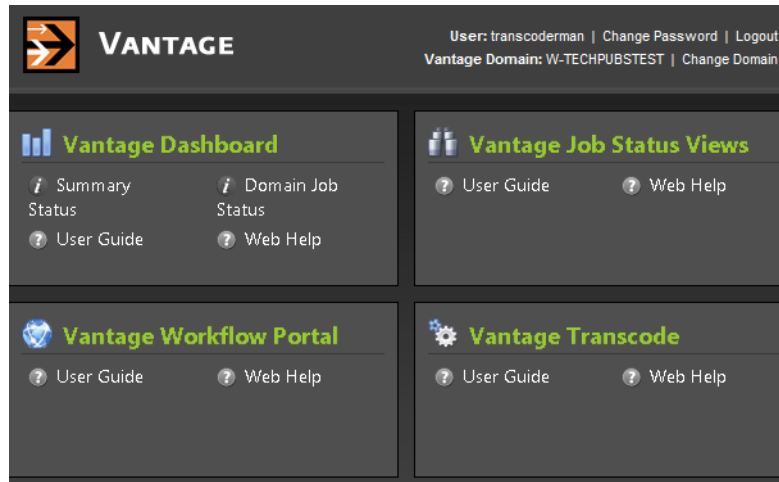 VANTAGE
User: transcoderman | Change Password | Logout
Vantage Domain: W-TECHPUBSTEST | Change Domain
Vantage Dashboard
Summary Status
Domain Job Status
User Guide
Web Help
Vantage Job Status Views
User Guide
Web Help
Vantage Workflow Portal
User Guide
Web Help
Vantage Transcode
User Guide
Web Help